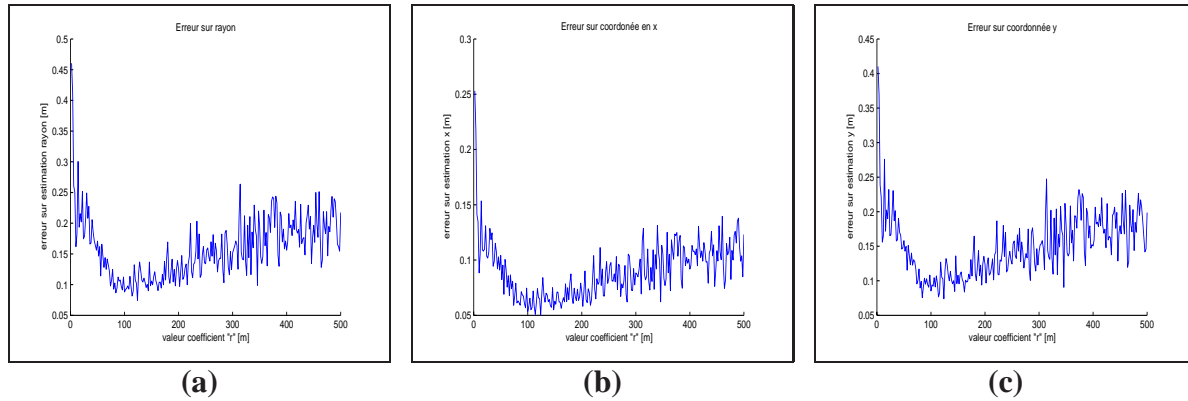 Erreur sur rayon
0.5
0.45
0.4
0.35
0.3
0.25
0.2
0.15
0.1
0.05
erreur sur estimation rayon [m]
0 100 200 300 400 500
valeur coefficient "r" [m]
(a)
Erreur sur coordonée en x
0.3
0.25
0.2
0.15
0.1
0.05
erreur sur estimation x [m]
0 100 200 300 400 500
valeur coefficient "r" [m]
(b)
Erreur sur coordonnée y
0.45
0.4
0.35
0.3
0.25
0.2
0.15
0.1
0.05
erreur sur estimation y [m]
0 100 200 300 400 500
valeur coefficient "r" [m]
(c)